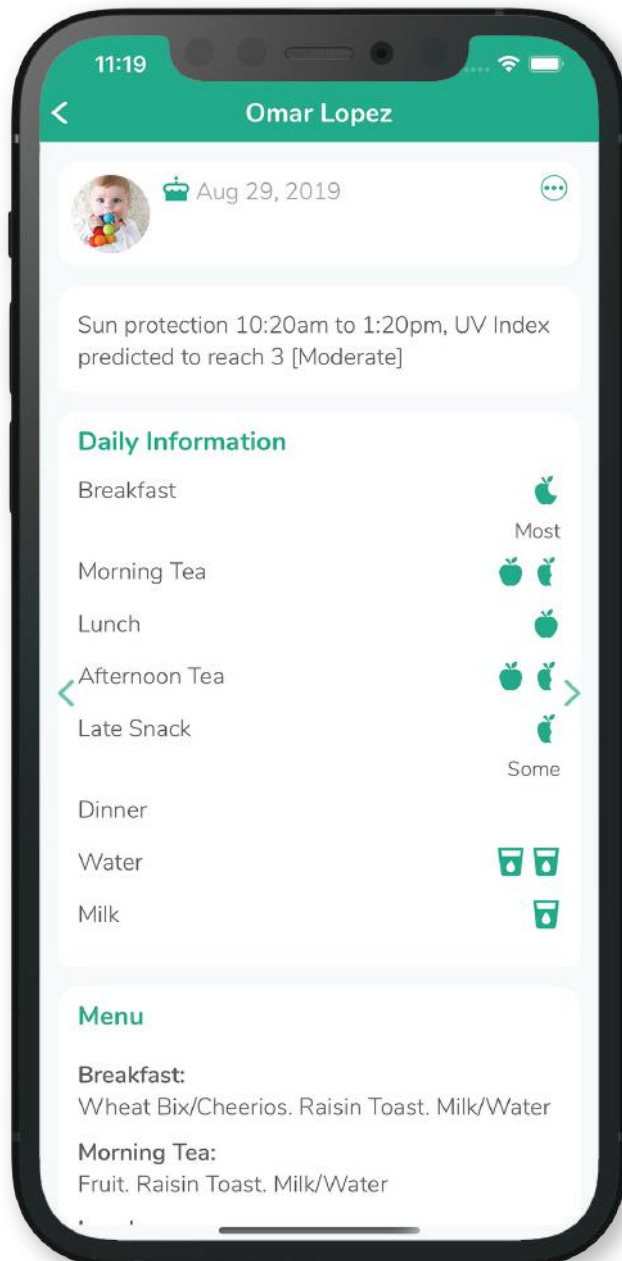 11:19
Omar Lopez
Aug 29, 2019
Sun protection 10:20am to 1:20pm, UV Index
predicted to reach 3 [Moderate]
Daily Information
Breakfast
Most
Morning Tea
Lunch
Afternoon Tea
Late Snack
Some
Dinner
Water
Milk
Menu
Breakfast:
Wheat Bix/Cheerios. Raisin Toast. Milk/Water
Morning Tea:
Fruit. Raisin Toast. Milk/Water